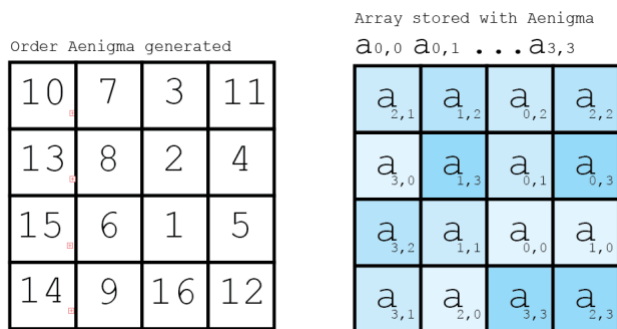 Array stored with Aenigma
Order Aenigma generated
a0,0 a0,1 ...a3,3
10 7 3 11
13 8 2 4
15 6 1 5
14 9 16 12
a2,1 a1,2 a0,2 a2,2
a3,0 a1,3 a0,1 a0,3
a3,2 a1,1 a0,0 a1,0
a3,1 a2,0 a3,3 a2,3